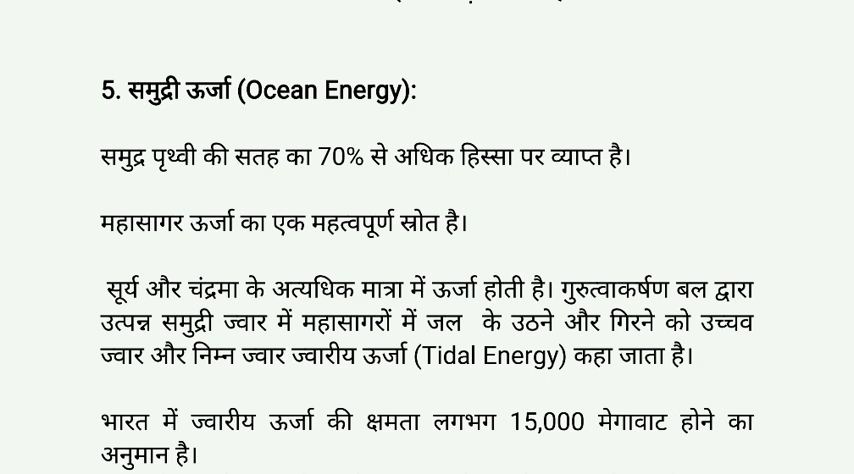 5. समुद्री ऊर्जा (Ocean Energy):
समुद्र पृथ्वी की सतह का 70% से अधिक हिस्सा पर व्याप्त है।
महासागर ऊर्जा का एक महत्वपूर्ण स्रोत है।
सूर्य और चंद्रमा के अत्यधिक मात्रा में ऊर्जा होती है। गुरुत्वाकर्षण बल द्वारा
उत्पन्न समुद्री ज्वार में महासागरों में जल के उठने और गिरने को उच्चव
ज्वार और निम्न ज्वार ज्वारीय ऊर्जा (Tidal Energy) कहा जाता है।
भारत में ज्वारीय ऊर्जा की क्षमता लगभग 15,000 मेगावाट होने का
अनुमान है।